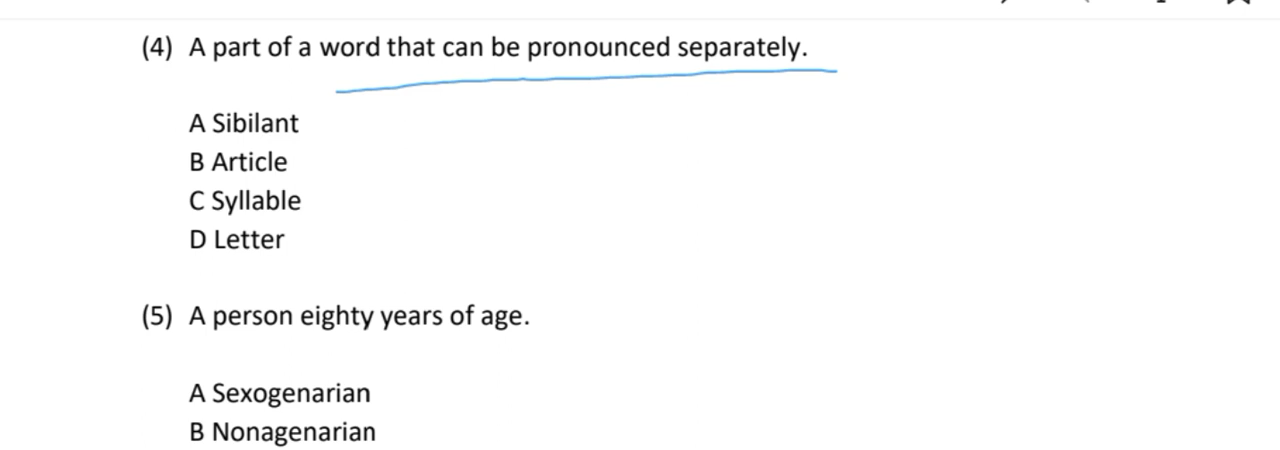 (4) A part of a word that can be pronounced separately.
A Sibilant
B Article
C Syllable
D Letter
(5) A person eighty years of age.
A Sexogenarian
B Nonagenarian